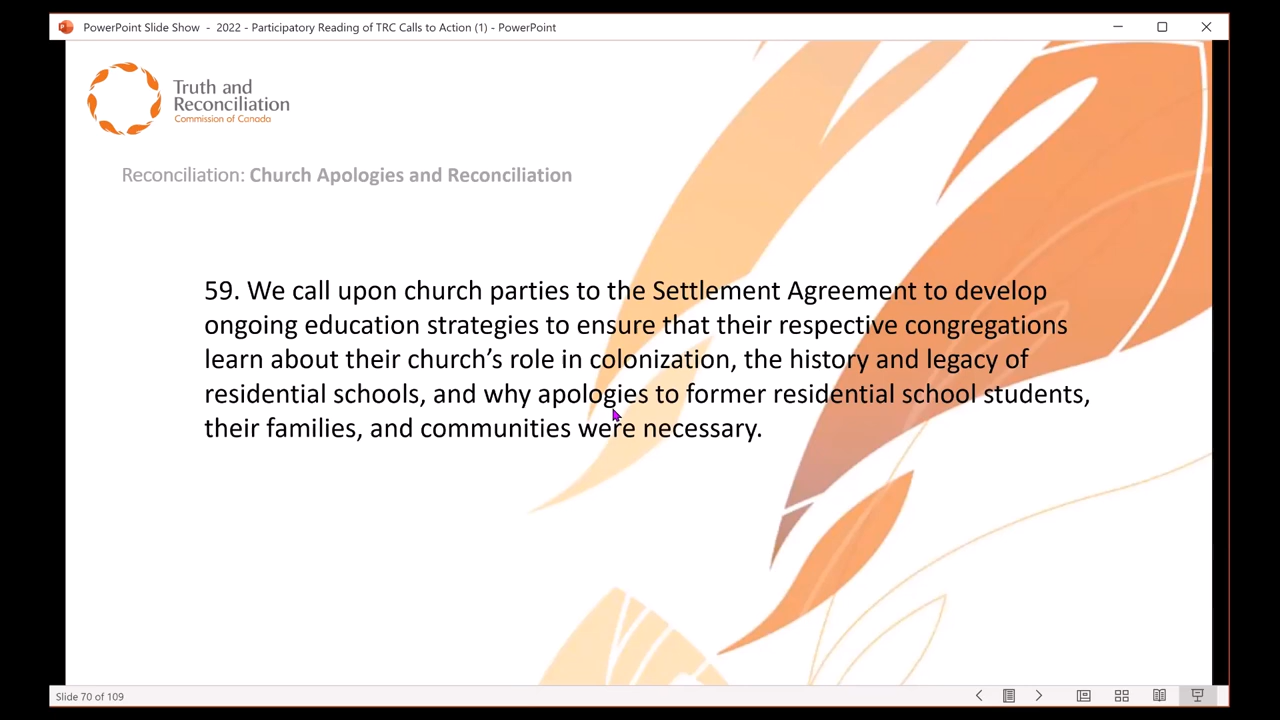 PowerPoint Slide Show - 2022 - Participatory Reading of TRC Calls to Action (1) - PowerPoint
Truth and
Reconciliation
Commission of Canada
Reconciliation: Church Apologies and Reconciliation
59. We call upon church parties to the Settlement Agreement to develop
ongoing education strategies to ensure that their respective congregations
learn about their church’s role in colonization, the history and legacy of
residential schools, and why apologies to former residential school students,
their families, and communities were necessary.
Slide 70 of 109